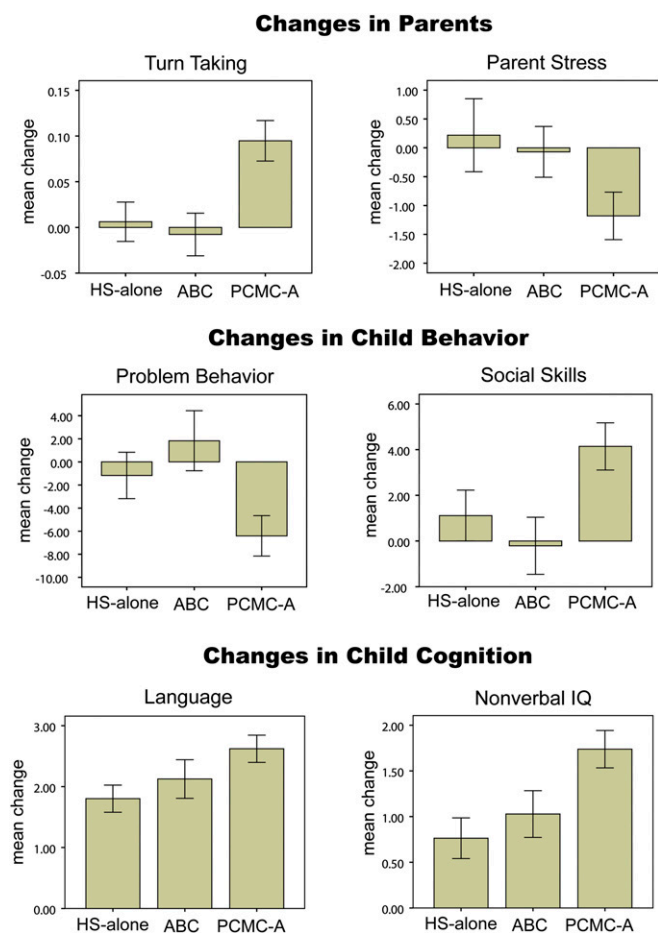 Changes in Parents
Turn Taking
mean change
0.15
0.10
0.05
0.00
-0.05
HS-alone ABC PCMC-A
Parent Stress
mean change
1.00
0.50
0.00
-0.50
-1.00
-1.50
-2.00
HS-alone ABC PCMC-A
Changes in Child Behavior
Problem Behavior
mean change
4.00
2.00
0.00
-2.00
-4.00
-6.00
-8.00
-10.00
HS-alone ABC PCMC-A
Social Skills
mean change
6.00
4.00
2.00
0.00
-2.00
HS-alone ABC PCMC-A
Changes in Child Cognition
Language
mean change
3.00
2.00
1.00
0.00
HS-alone ABC PCMC-A
Nonverbal IQ
mean change
2.00
1.50
1.00
0.50
0.00
HS-alone ABC PCMC-A